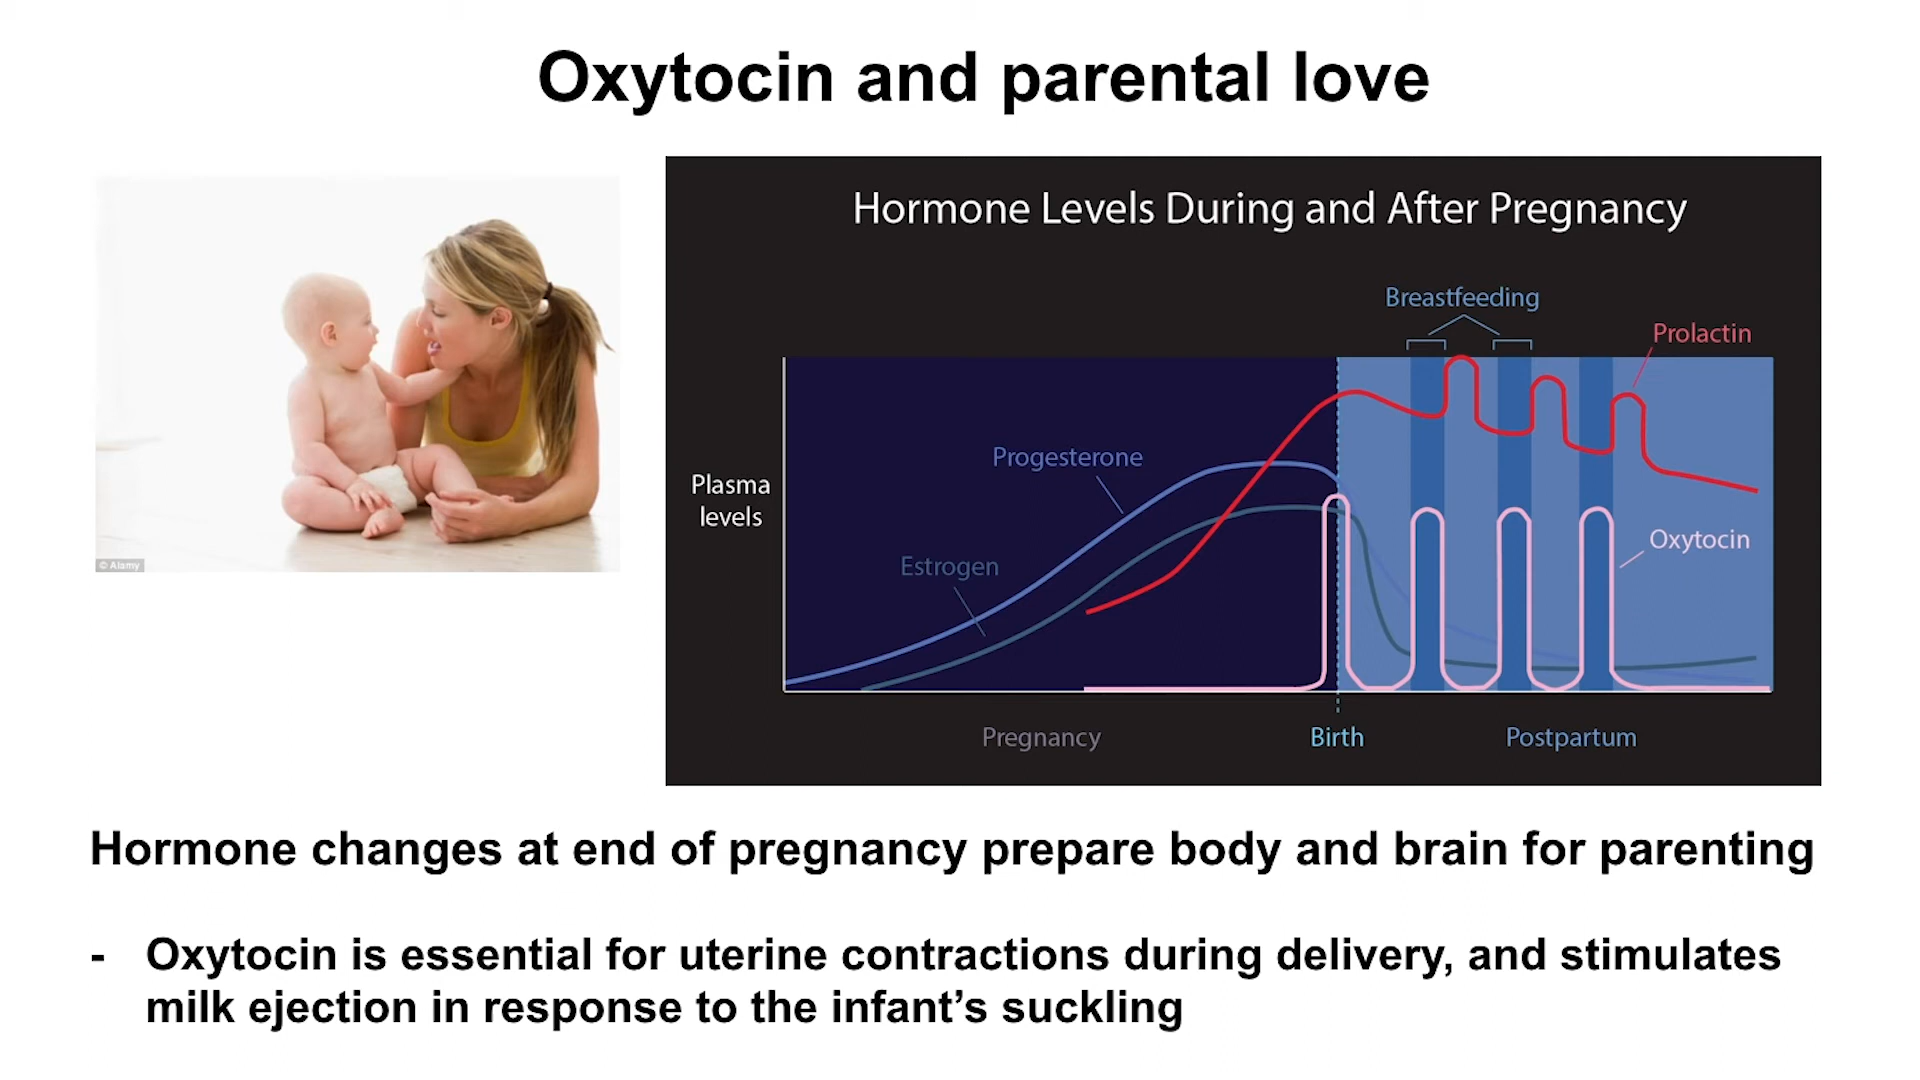 Oxytocin and parental love
© Alamy
Hormone Levels During and After Pregnancy
Breastfeeding
Prolactin
Progesterone
Plasma
levels
Oxytocin
Estrogen
Pregnancy
Birth
Postpartum
Hormone changes at end of pregnancy prepare body and brain for parenting
- Oxytocin is essential for uterine contractions during delivery, and stimulates
milk ejection in response to the infant’s suckling